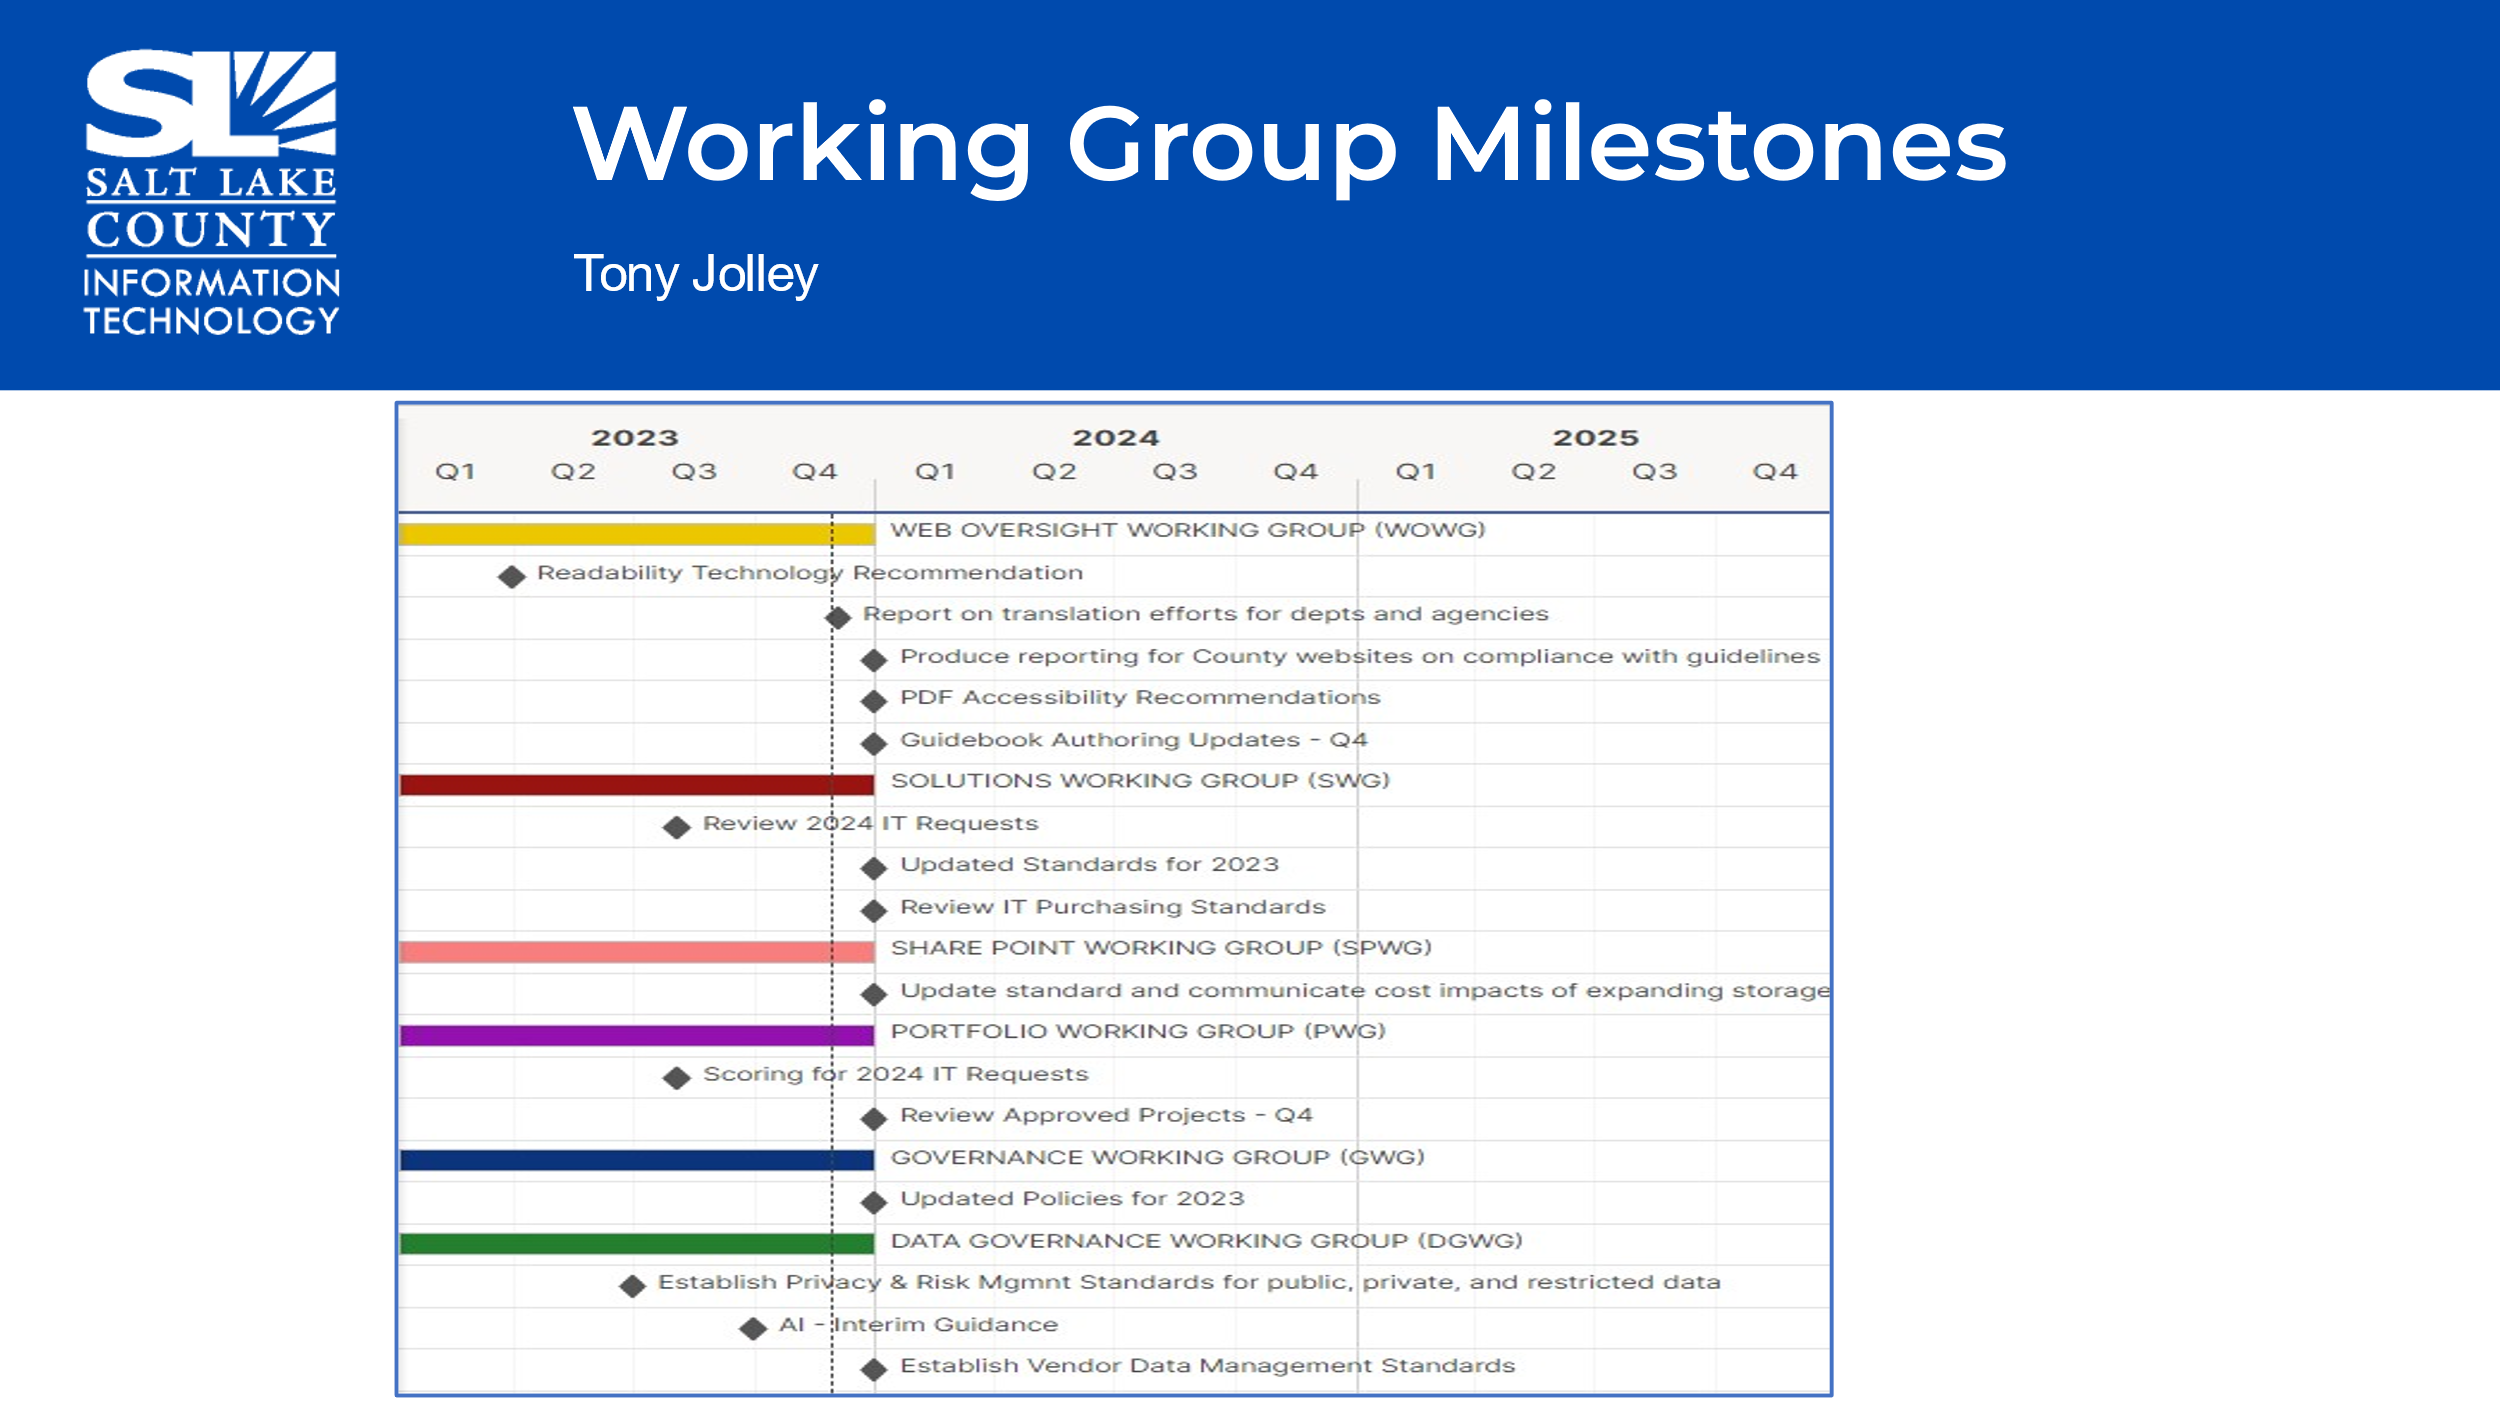 SL
SALT LAKE
COUNTY
INFORMATION
TECHNOLOGY
Working Group Milestones
Tony Jolley
2023 2024 2025
Q1 Q2 Q3 Q4 Q1 Q2 Q3 Q4 Q1 Q2 Q3 Q4
WEB OVERSIGHT WORKING GROUP (WOWG)
Readability Technology Recommendation
Report on translation efforts for depts and agencies
Produce reporting for County websites on compliance with guidelines
PDF Accessibility Recommendations
Guidebook Authoring Updates - Q4
SOLUTIONS WORKING GROUP (SWG)
Review 2024 IT Requests
Updated Standards for 2023
Review IT Purchasing Standards
SHARE POINT WORKING GROUP (SPWG)
Update standard and communicate cost impacts of expanding storage
PORTFOLIO WORKING GROUP (PWG)
Scoring for 2024 IT Requests
Review Approved Projects - Q4
GOVERNANCE WORKING GROUP (GWG)
Updated Policies for 2023
DATA GOVERNANCE WORKING GROUP (DGWG)
Establish Privacy & Risk Mgmnt Standards for public, private, and restricted data
AI - Interim Guidance
Establish Vendor Data Management Standards